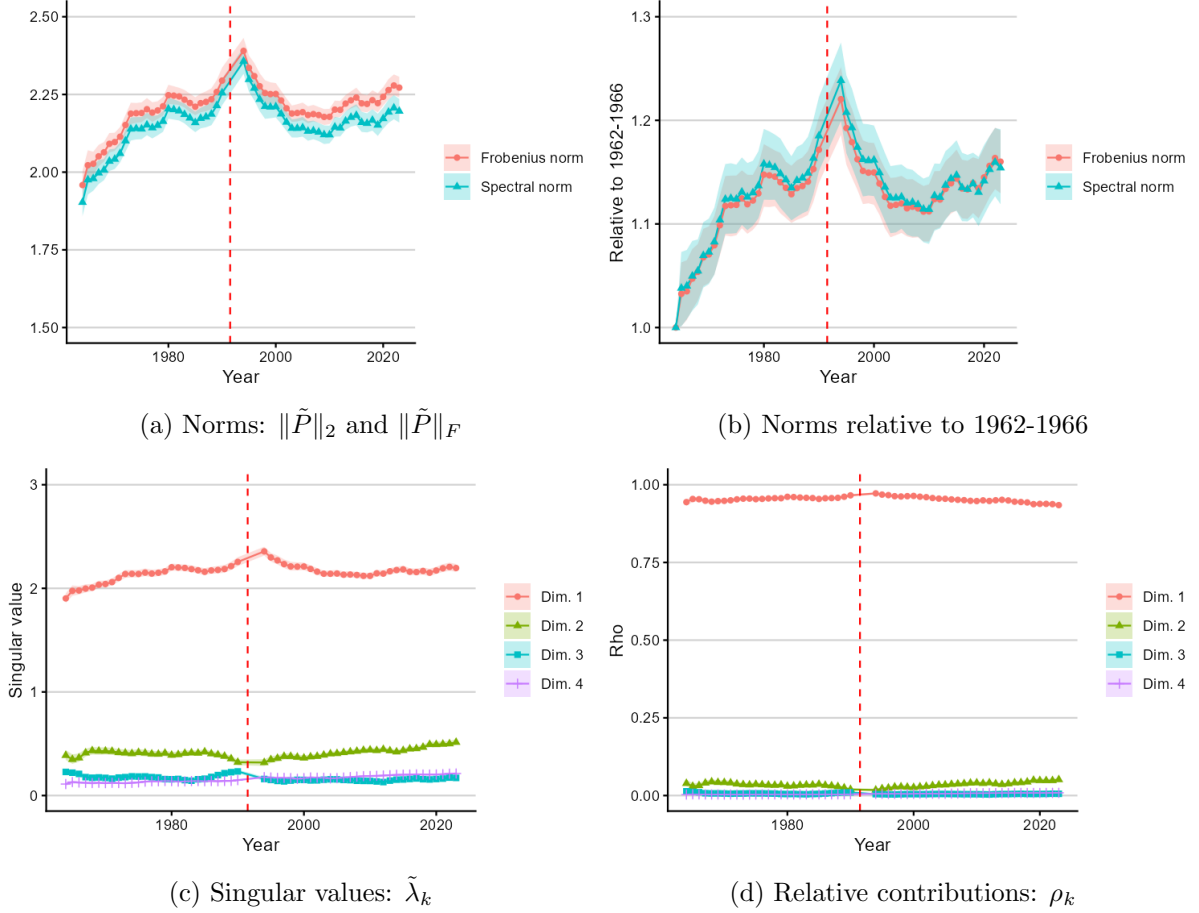 2.50
2.25
2.00
1.75
1.50
1980
2000
2020
Year
Frobenius norm
Spectral norm
(a) Norms: ‖P̃‖₂ and ‖P̃‖_F
Relative to 1962-1966
1.3
1.2
1.1
1.0
1980
2000
2020
Year
Frobenius norm
Spectral norm
(b) Norms relative to 1962-1966
Singular value
3
2
1
0
1980
2000
2020
Year
Dim. 1
Dim. 2
Dim. 3
Dim. 4
(c) Singular values: λ̃ₖ
Rho
1.00
0.75
0.50
0.25
0.00
1980
2000
2020
Year
Dim. 1
Dim. 2
Dim. 3
Dim. 4
(d) Relative contributions: ρₖ